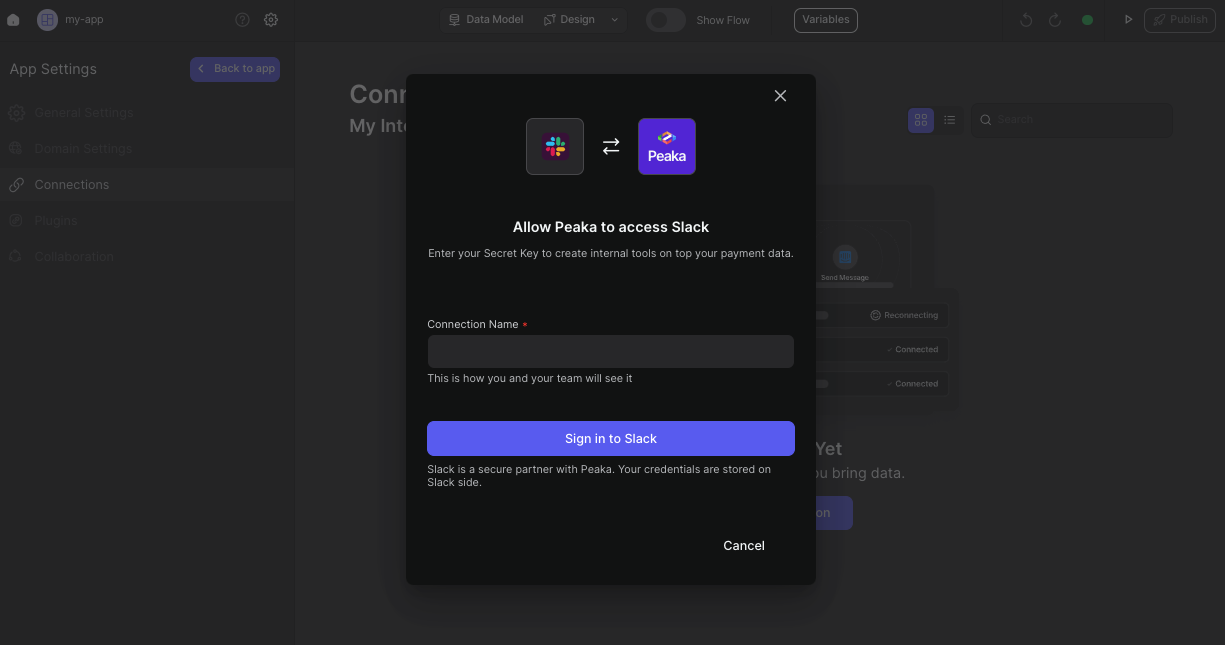 my-app
Data Model
Design
Show Flow
Variables
Publish
App Settings
Back to app
General Settings
Domain Settings
Connections
Plugins
Collaboration
Conn
My Inte
Search
Peaka
Allow Peaka to access Slack
Enter your Secret Key to create internal tools on top your payment data.
Connection Name *
This is how you and your team will see it
Sign in to Slack
Slack is a secure partner with Peaka. Your credentials are stored on
Slack side.
Cancel
Send Message
Reconnecting
✓ Connected
✓ Connected
Yet
ou bring data.
on